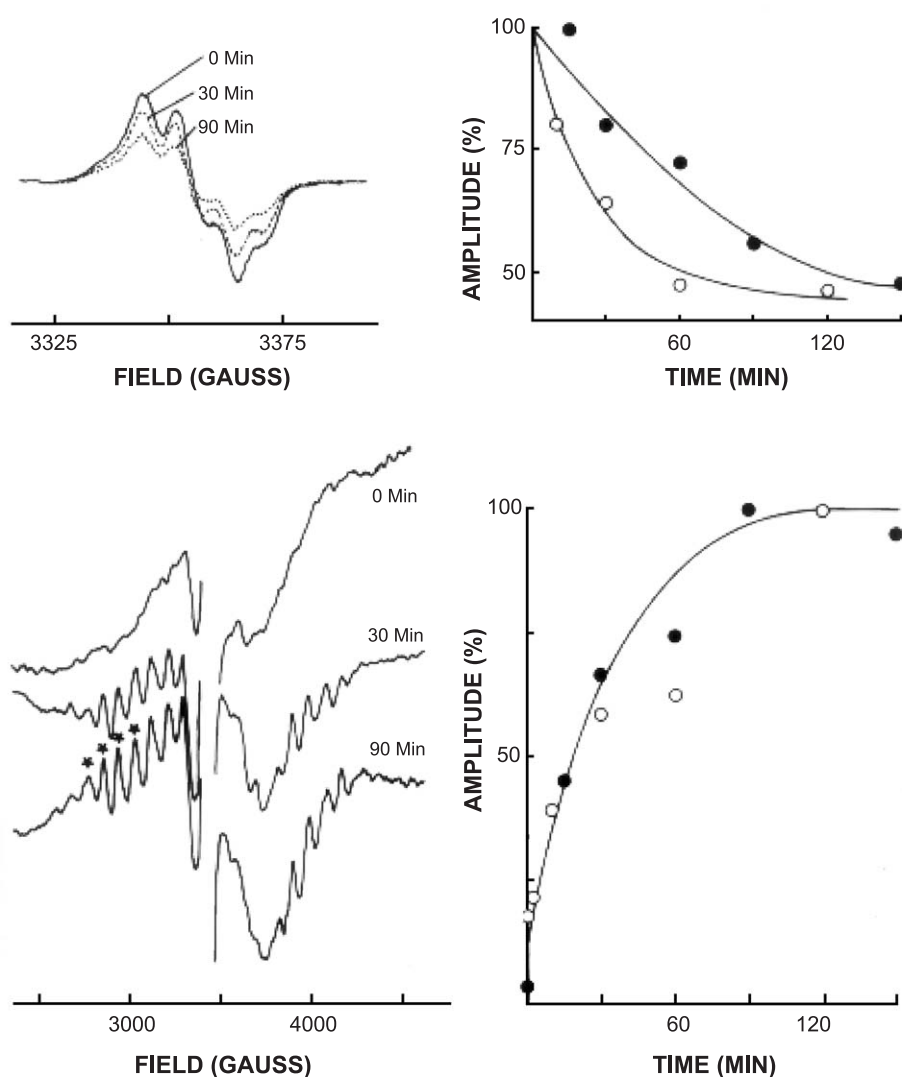 0 Min
30 Min
90 Min
3325 3375
FIELD (GAUSS)
100
75
50
AMPLITUDE (%)
60 120
TIME (MIN)
0 Min
30 Min
90 Min
3000 4000
FIELD (GAUSS)
100
50
AMPLITUDE (%)
60 120
TIME (MIN)